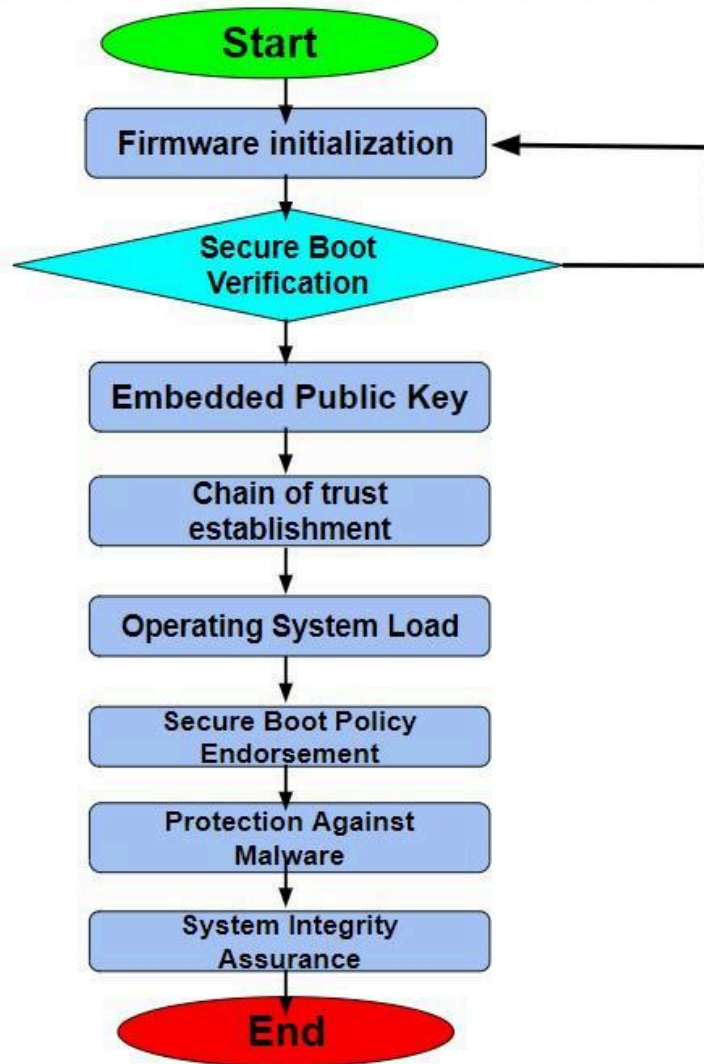 Start
Firmware initialization
Secure Boot
Verification
Embedded Public Key
Chain of trust
establishment
Operating System Load
Secure Boot Policy
Endorsement
Protection Against
Malware
System Integrity
Assurance
End